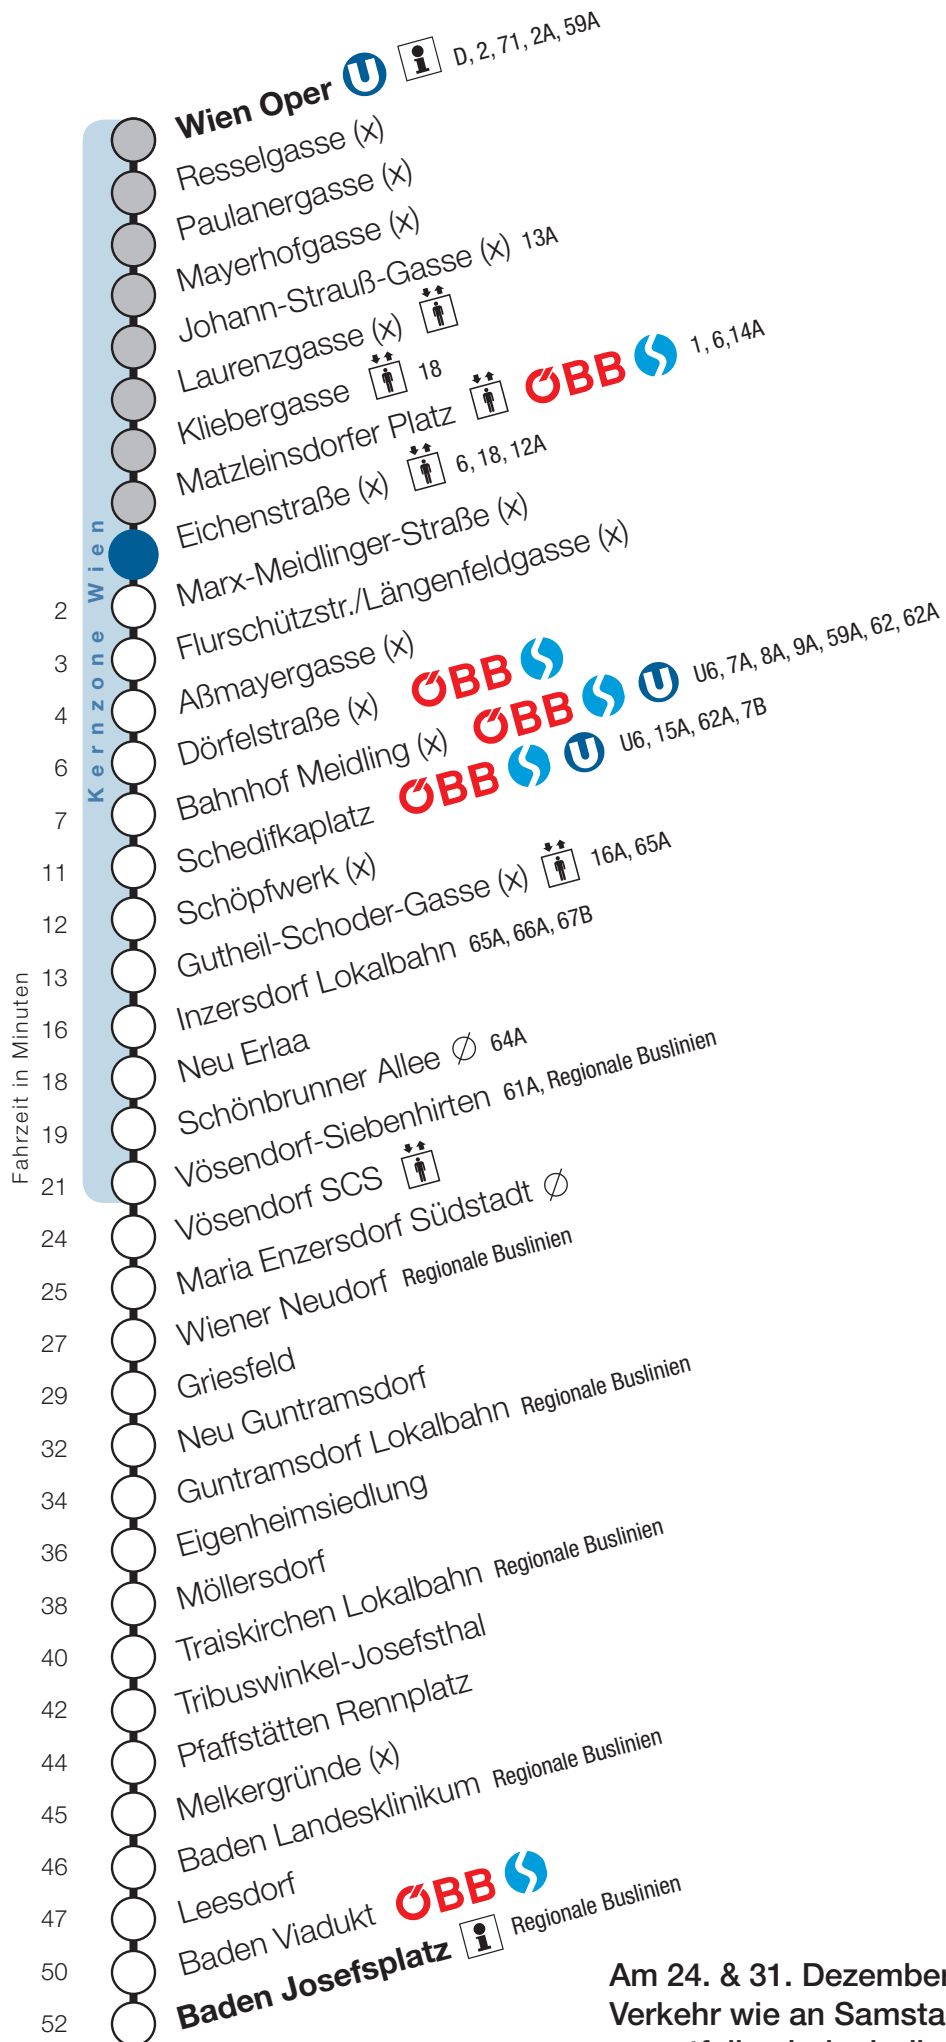 Wien Oper U i D, 2, 71, 2A, 59A
Resselgasse (x)
Paulanergasse (x)
Mayerhofgasse (x)
Johann-Strauß-Gasse (x) 13A
Laurenzgasse (x)
Kliebergasse 18
Matzleinsdorfer Platz ÖBB S 1, 6,14A
Eichenstraße (x) 6, 18, 12A
Marx-Meidlinger-Straße (x)
2 Flurschützstr./Längenfeldgasse (x)
3 Aßmayergasse (x)
4 Dörfelstraße (x) ÖBB S
6 Bahnhof Meidling (x) ÖBB S U U6, 7A, 8A, 9A, 59A, 62, 62A
7 Schedifkaplatz ÖBB S U U6, 15A, 62A, 7B
11 Schöpfwerk (x)
12 Gutheil-Schoder-Gasse (x) 16A, 65A
13 Inzersdorf Lokalbahn 65A, 66A, 67B
16 Neu Erlaa
18 Schönbrunner Allee ∅ 64A
19 Vösendorf-Siebenhirten 61A, Regionale Buslinien
21 Vösendorf SCS
24 Maria Enzersdorf Südstadt ∅
25 Wiener Neudorf Regionale Buslinien
27 Griesfeld
29 Neu Guntramsdorf
32 Guntramsdorf Lokalbahn Regionale Buslinien
34 Eigenheimsiedlung
36 Möllersdorf
38 Traiskirchen Lokalbahn Regionale Buslinien
40 Tribuswinkel-Josefsthal
42 Pfaffstätten Rennplatz
44 Melkergründe (x)
45 Baden Landesklinikum Regionale Buslinien
46 Leesdorf
47 Baden Viadukt ÖBB S
50 Baden Josefsplatz i Regionale Buslinien
52
Kernzone Wien
Fahrzeit in Minuten
Am 24. & 31. Dezember
Verkehr wie an Samsta